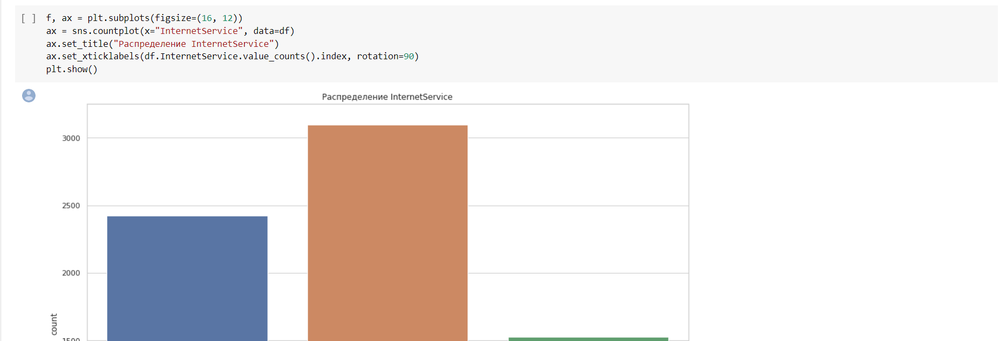 [ ] f, ax = plt.subplots(figsize=(16, 12))
ax = sns.countplot(x="InternetService", data=df)
ax.set_title("Распределение InternetService")
ax.set_xticklabels(df.InternetService.value_counts().index, rotation=90)
plt.show()
Распределение InternetService
3000
2500
2000
count
1500